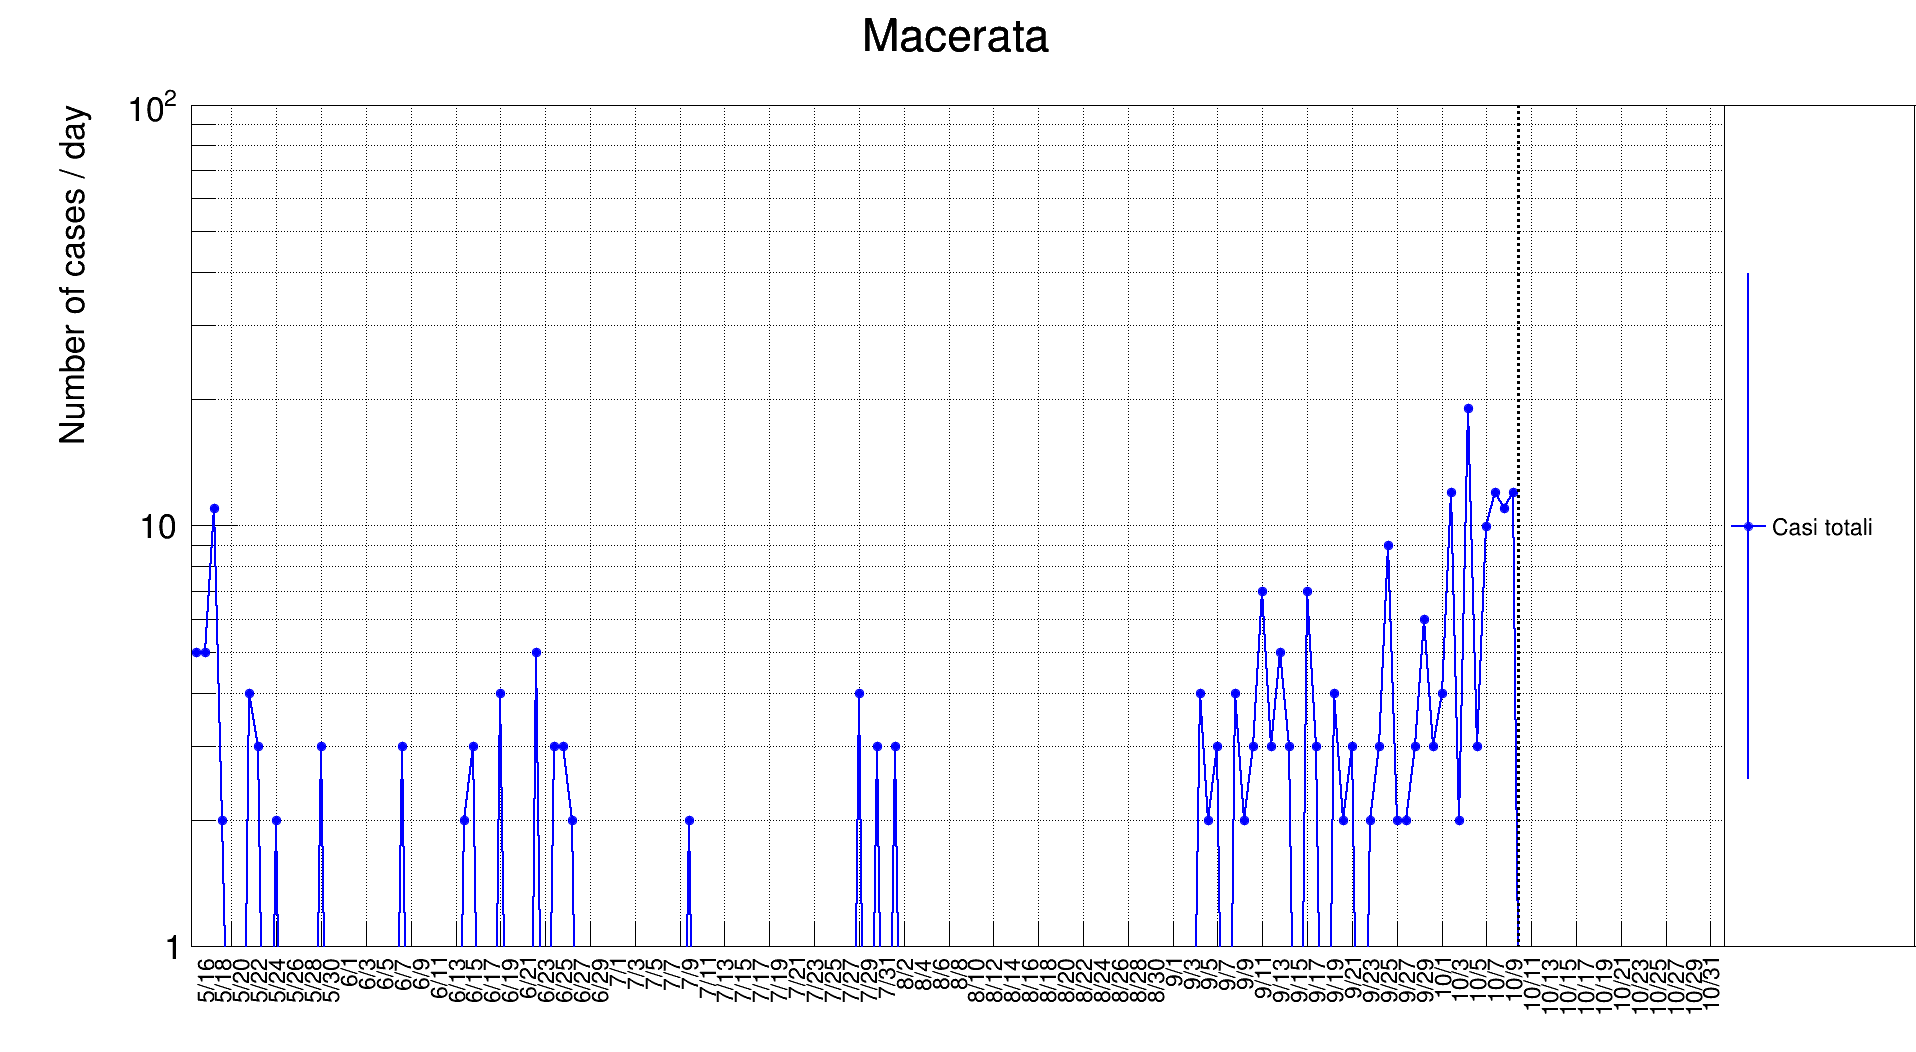 Macerata
Number of cases / day
10²
10
1
5/16 5/18 5/20 5/22 5/24 5/26 5/28 5/30 6/1 6/3 6/5 6/7 6/9 6/11 6/13 6/15 6/17 6/19 6/21 6/23 6/25 6/27 6/29 7/1 7/3 7/5 7/7 7/9 7/11 7/13 7/15 7/17 7/19 7/21 7/23 7/25 7/27 7/29 7/31 8/2 8/4 8/6 8/8 8/10 8/12 8/14 8/16 8/18 8/20 8/22 8/24 8/26 8/28 8/30 9/1 9/3 9/5 9/7 9/9 9/11 9/13 9/15 9/17 9/19 9/21 9/23 9/25 9/27 9/29 10/1 10/3 10/5 10/7 10/9 10/11 10/13 10/15 10/17 10/19 10/21 10/23 10/25 10/27 10/29 10/31
Casi totali